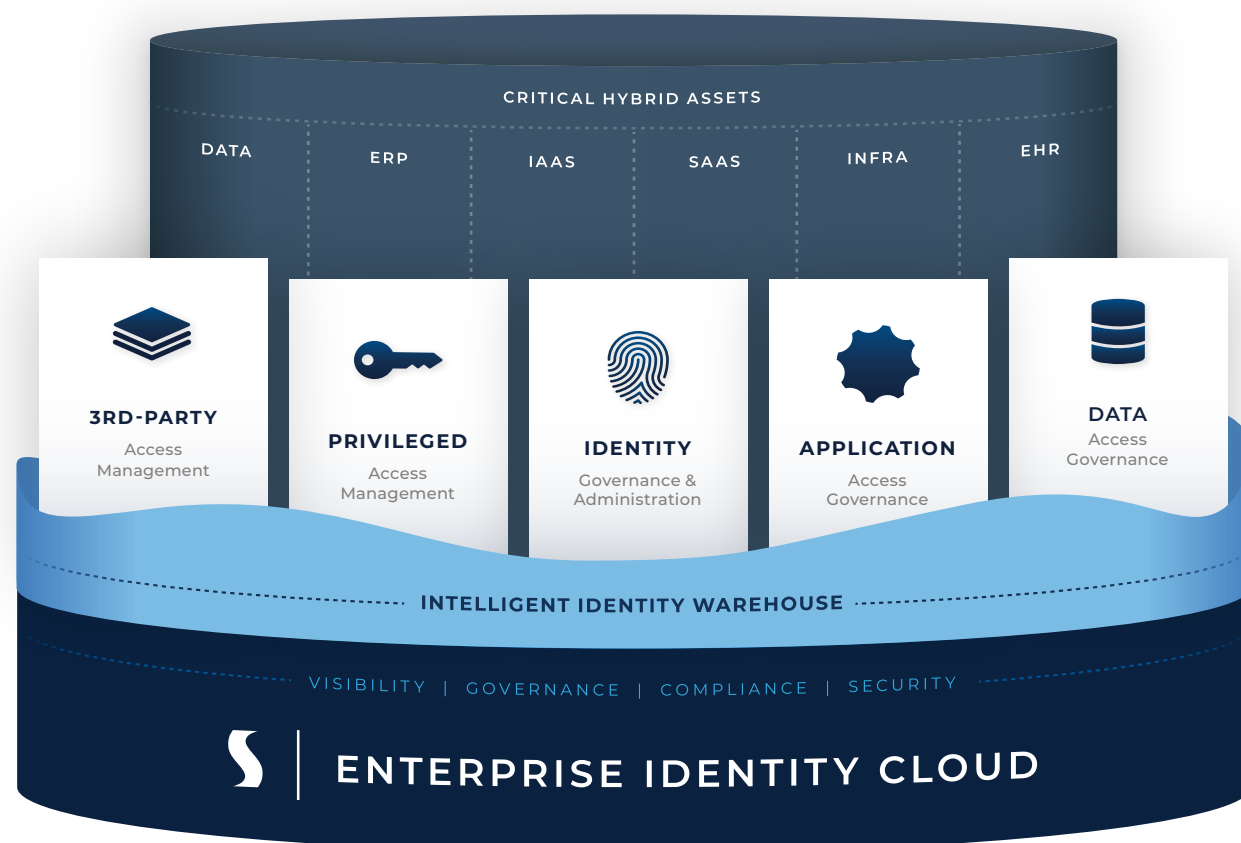 CRITICAL HYBRID ASSETS
DATA
ERP
IAAS
SAAS
INFRA
EHR
3RD-PARTY
Access
Management
PRIVILEGED
Access
Management
IDENTITY
Governance &
Administration
APPLICATION
Access
Governance
DATA
Access
Governance
INTELLIGENT IDENTITY WAREHOUSE
VISIBILITY | GOVERNANCE | COMPLIANCE | SECURITY
ENTERPRISE IDENTITY CLOUD